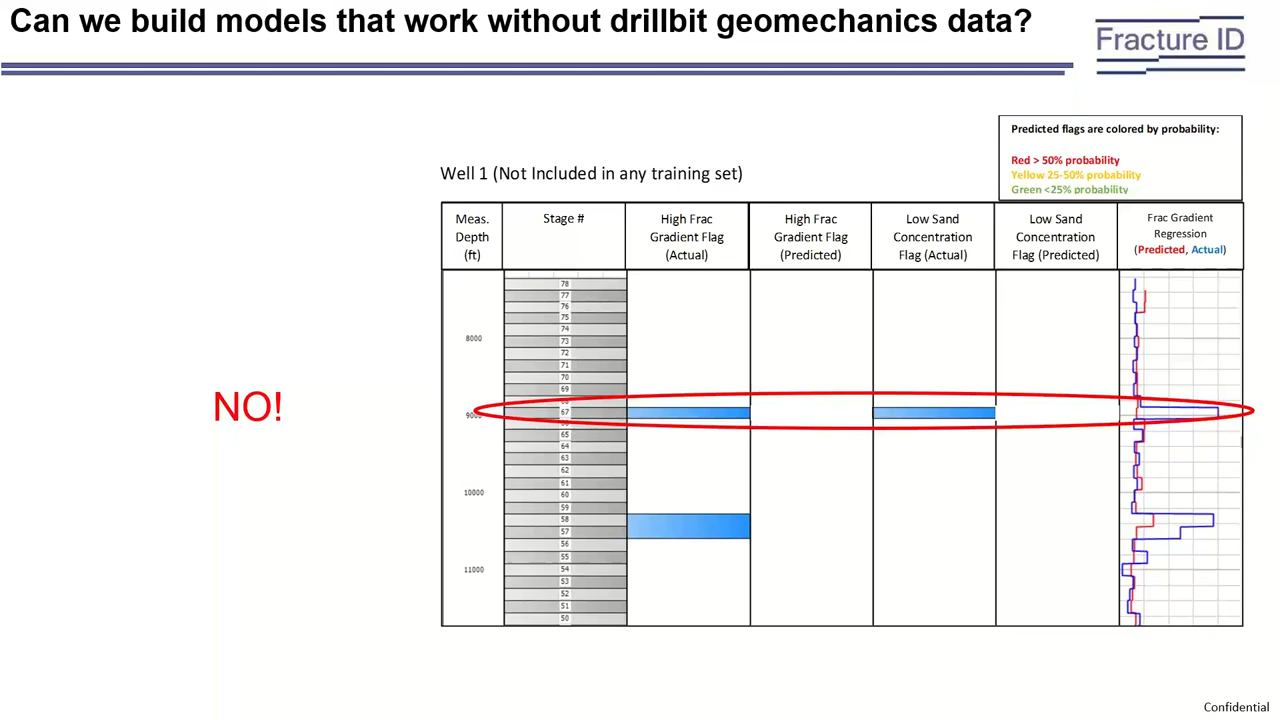 Can we build models that work without drillbit geomechanics data?
Fracture ID
Predicted flags are colored by probability:
Red > 50% probability
Yellow 25-50% probability
Green <25% probability
Well 1 (Not Included in any training set)
Meas.
Depth
(ft)
Stage #
High Frac
Gradient Flag
(Actual)
High Frac
Gradient Flag
(Predicted)
Low Sand
Concentration
Flag (Actual)
Low Sand
Concentration
Flag (Predicted)
Frac Gradient
Regression
(Predicted, Actual)
78
77
76
75
74
8000
73
72
71
70
69
NO!
9000
67
65
64
63
62
61
10000
60
59
58
57
56
55
11000
54
53
52
51
50
Confidential